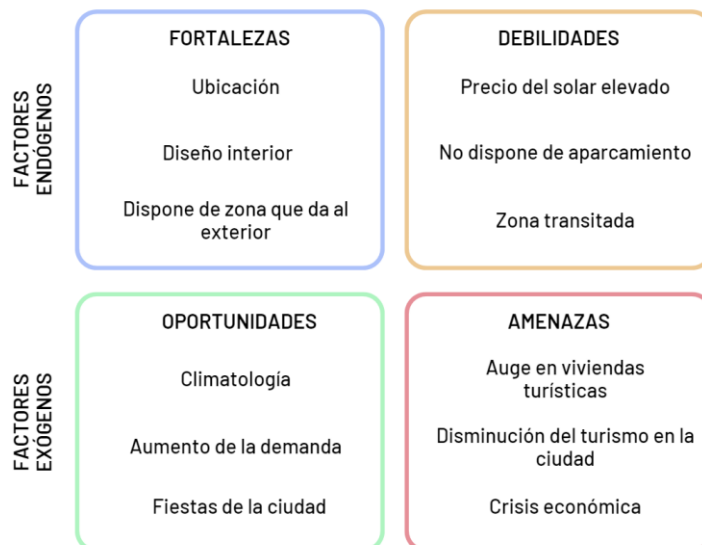 FACTORES
ENDÓGENOS
FORTALEZAS
Ubicación
Diseño interior
Dispone de zona que da al
exterior
DEBILIDADES
Precio del solar elevado
No dispone de aparcamiento
Zona transitada
FACTORES
EXÓGENOS
OPORTUNIDADES
Climatología
Aumento de la demanda
Fiestas de la ciudad
AMENAZAS
Auge en viviendas
turísticas
Disminución del turismo en la
ciudad
Crisis económica